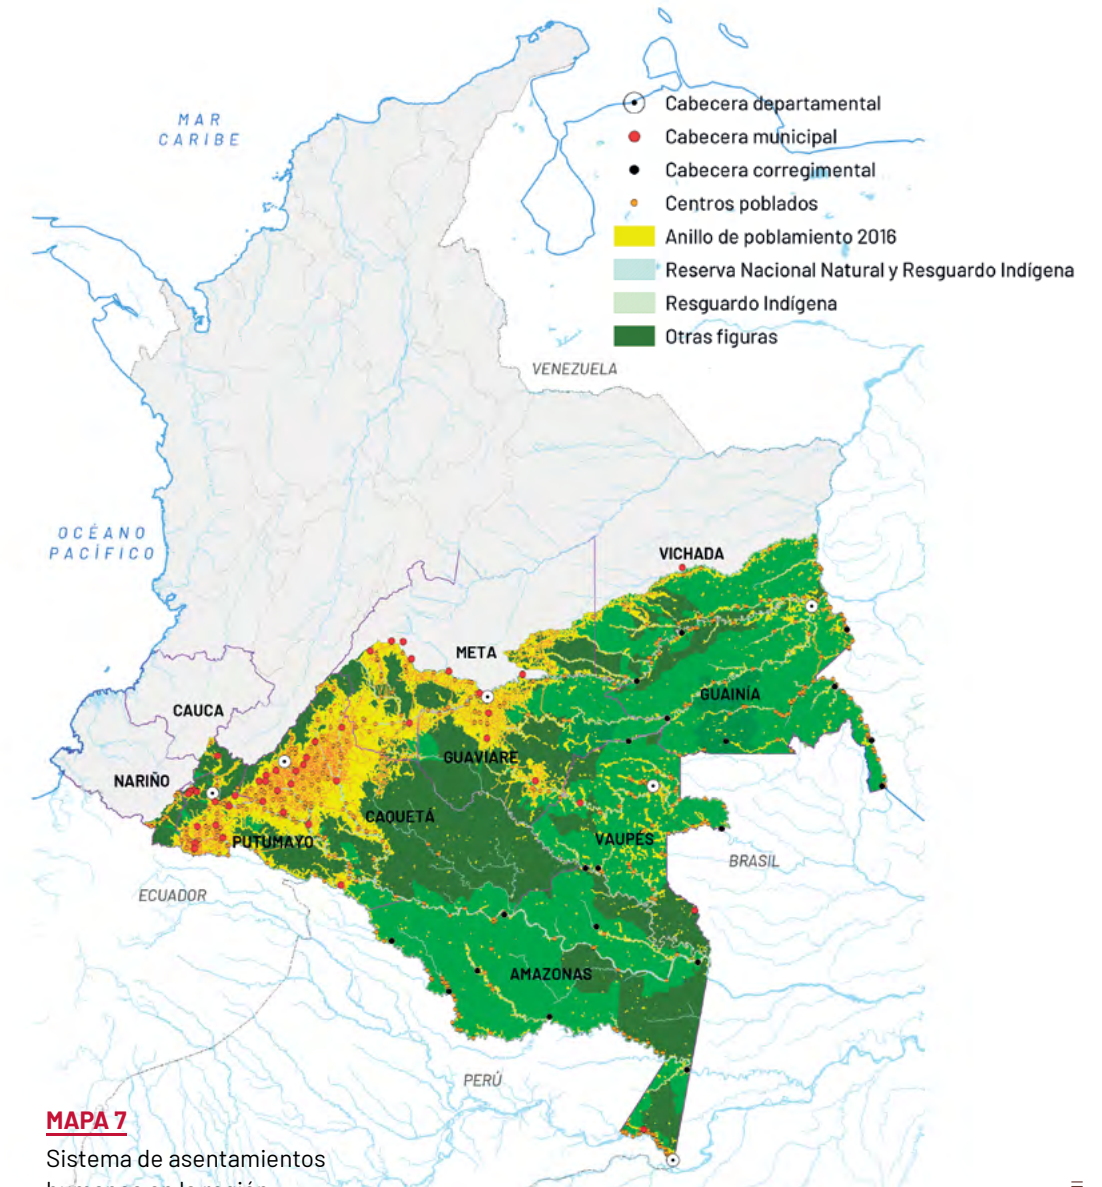 MAR
CARIBE
Cabecera departamental
Cabecera municipal
Cabecera corregimental
Centros poblados
Anillo de poblamiento 2016
Reserva Nacional Natural y Resguardo Indígena
Resguardo Indígena
Otras figuras
VENEZUELA
OCÉANO
PACÍFICO
VICHADA
META
CAUCA
GUAINÍA
NARIÑO
GUAVIARE
CAQUETÁ
PUTUMAYO
VAUPÉS
BRASIL
ECUADOR
AMAZONAS
PERÚ
MAPA 7
Sistema de asentamientos